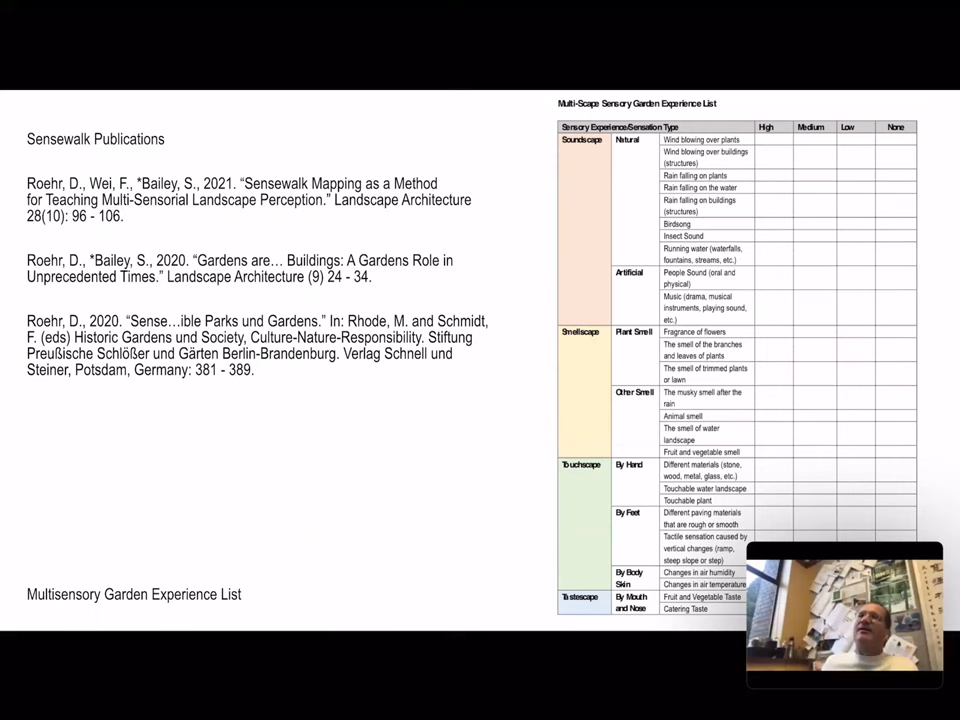 Sensewalk Publications
Roehr, D., Wei, F., *Bailey, S., 2021. “Sensewalk Mapping as a Method
for Teaching Multi-Sensorial Landscape Perception.” Landscape Architecture
28(10): 96 - 106.
Roehr, D., *Bailey, S., 2020. “Gardens are… Buildings: A Gardens Role in
Unprecedented Times.” Landscape Architecture (9) 24 - 34.
Roehr, D., 2020. “Sense…ible Parks und Gardens.” In: Rhode, M. and Schmidt,
F. (eds) Historic Gardens und Society, Culture-Nature-Responsibility. Stiftung
Preußische Schlößer und Gärten Berlin-Brandenburg. Verlag Schnell und
Steiner, Potsdam, Germany: 381 - 389.
Multisensory Garden Experience List
Multi-Scape Sensory Garden Experience List
Sensory Experience/Sensation Type High Medium Low None
Soundscape Natural Wind blowing over plants
Wind blowing over buildings
(structures)
Rain falling on plants
Rain falling on the water
Rain falling on buildings
(structures)
Birdsong
Insect Sound
Running water (waterfalls,
fountains, streams, etc.)
Artificial People Sound (oral and
physical)
Music (drama, musical
instruments, playing sound,
etc.)
Smellscape Plant Smell Fragrance of flowers
The smell of the branches
and leaves of plants
The smell of trimmed plants
or lawn
Other Smell The musky smell after the
rain
Animal smell
The smell of water
landscape
Fruit and vegetable smell
Touchscape By Hand Different materials (stone,
wood, metal, glass, etc.)
Touchable water landscape
Touchable plant
By Feet Different paving materials
that are rough or smooth
Tactile sensation caused by
vertical changes (ramp,
steep slope or step)
By Body Changes in air humidity
Skin Changes in air temperature
Tastescape By Mouth Fruit and Vegetable Taste
and Nose Catering Taste